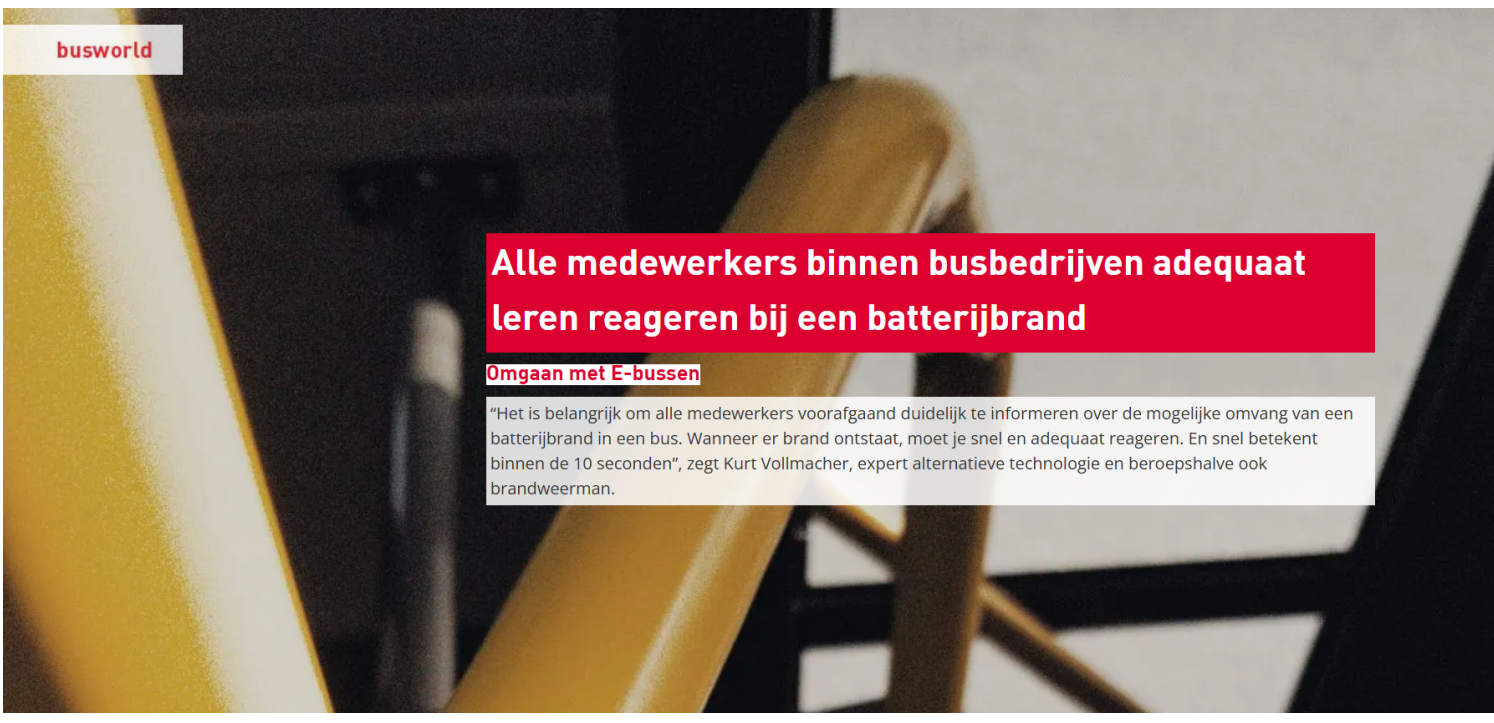 busworld
Alle medewerkers binnen busbedrijven adequaat
leren reageren bij een batterijbrand
Omgaan met E-bussen
“Het is belangrijk om alle medewerkers voorafgaand duidelijk te informeren over de mogelijke omvang van een
batterijbrand in een bus. Wanneer er brand ontstaat, moet je snel en adequaat reageren. En snel betekent
binnen de 10 seconden”, zegt Kurt Vollmacher, expert alternatieve technologie en beroepshalve ook
brandweerman.